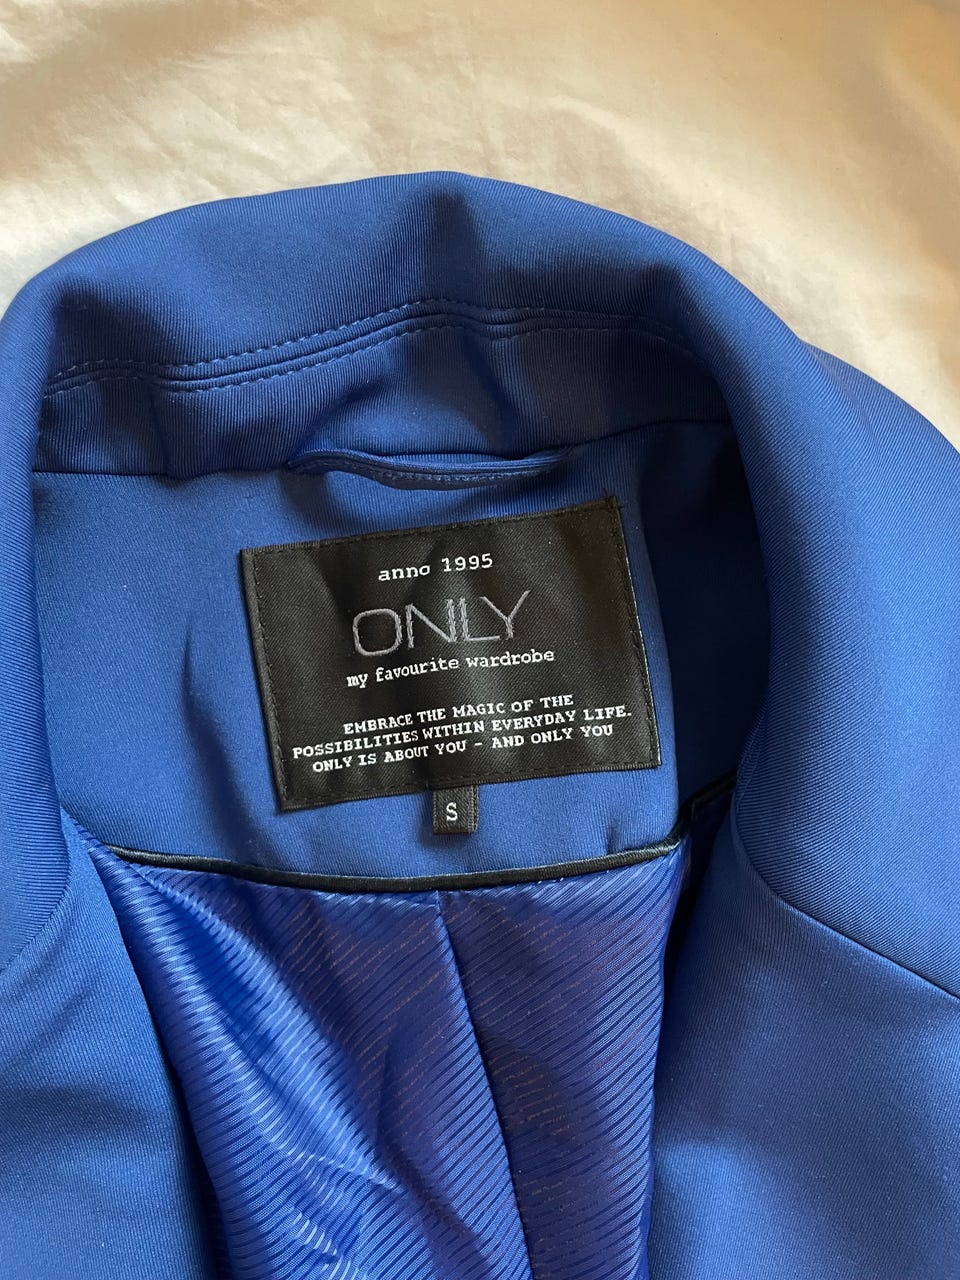 anno 1995
ONLY
my favourite wardrobe
EMBRACE THE MAGIC OF THE
POSSIBILITIES WITHIN EVERYDAY LIFE.
ONLY IS ABOUT YOU - AND ONLY YOU
S